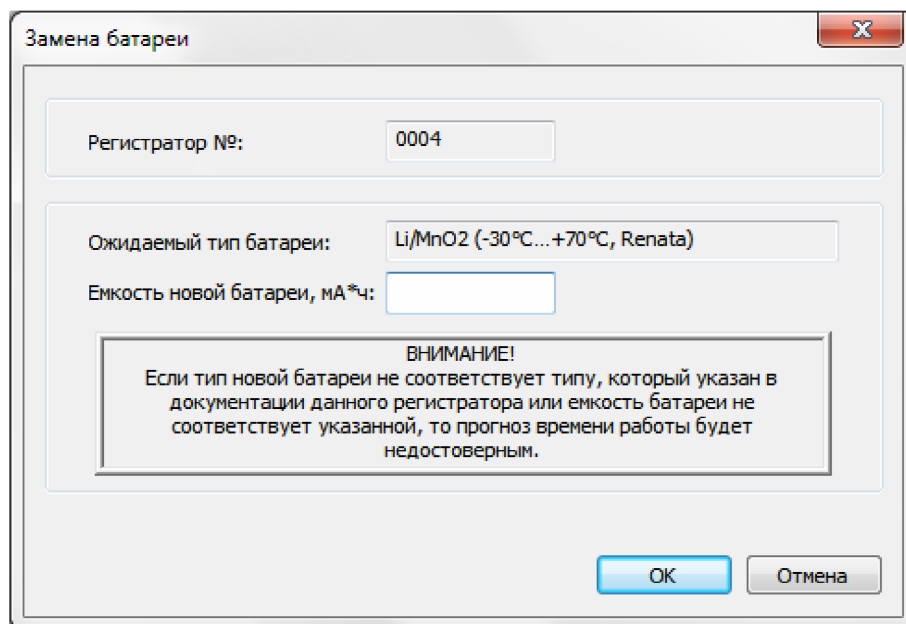 Замена батареи
Регистратор №:
0004
Ожидаемый тип батареи:
Li/MnO2 (-30°C...+70°C, Renata)
Емкость новой батареи, мА*ч:
ВНИМАНИЕ!
Если тип новой батареи не соответствует типу, который указан в
документации данного регистратора или емкость батареи не
соответствует указанной, то прогноз времени работы будет
недостоверным.
OK
Отмена